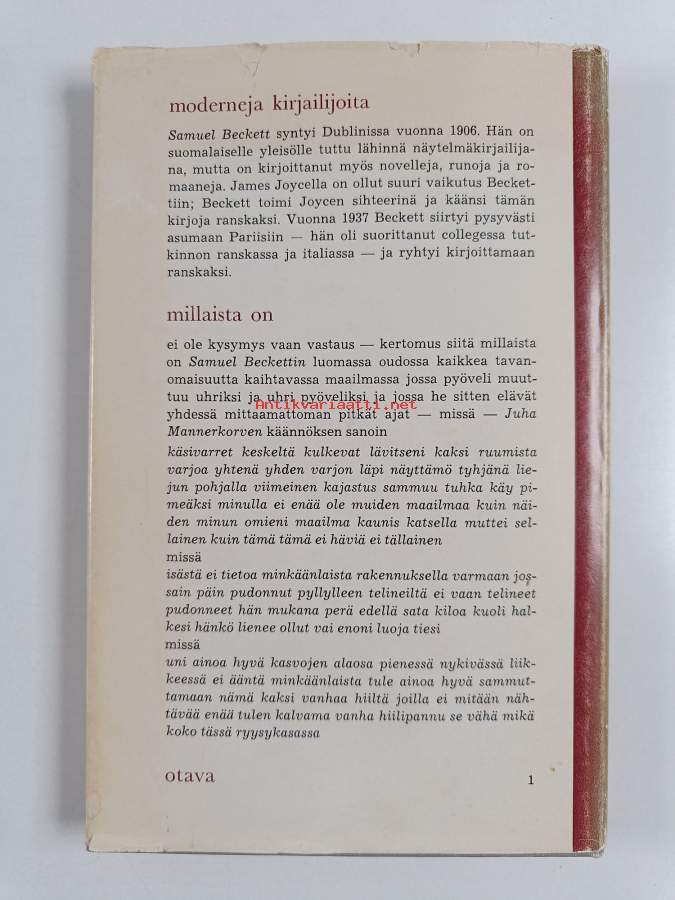 moderneja kirjailijoita
Samuel Beckett syntyi Dublinissa vuonna 1906. Hän on
suomalaiselle yleisölle tuttu lähinnä näytelmäkirjailija-
na, mutta on kirjoittanut myös novelleja, runoja ja ro-
maaneja. James Joycella on ollut suuri vaikutus Beckett-
tiin; Beckett toimi Joycen sihteerinä ja käänsi tämän
kirjoja ranskaksi. Vuonna 1937 Beckett siirtyi pysyvästi
asumaan Pariisiin — hän oli suorittanut collegessa tut-
kinnon ranskassa ja italiassa — ja ryhtyi kirjoittamaan
ranskaksi.
millaista on
ei ole kysymys vaan vastaus — kertomus siitä millaista
on Samuel Beckettin luomassa oudossa kaikkea tavan-
omaisuutta kaihtavassa maailmassa jossa pyöveli muut-
tuu uhriksi ja uhri pyöveliksi ja jossa he sitten elävät
Antikvariaatti.net
yhdessä mittaamattoman pitkät ajat — missä — Juha
Mannerkorven käännöksen sanoin
käsivarret keskeltä kulkevat lävitseni kaksi ruumista
varjoa yhtenä yhden varjon läpi näyttämö tyhjänä lie-
jun pohjalla viimeinen kajastus sammuu tuhka käy pi-
meäksi minulla ei enää ole muiden maailmaa kuin näi-
den minun omieni maailma kaunis katsella muttei sel-
lainen kuin tämä tämä ei häviä ei tällainen
missä
isästä ei tietoa minkäänlaista rakennuksella varmaan jos-
sain päin pudonnut pyllylleen telineiltä ei vaan telineet
pudonneet hän mukana perä edellä sata kiloa kuoli hal-
kesi hänkö lienee ollut vai enoni luoja tiesi
missä
uni ainoa hyvä kasvojen alaosa pienessä nykivässä liik-
keessä ei ääntä minkäänlaista tule ainoa hyvä sammut-
tamaan nämä kaksi vanhaa hiiltä joilla ei mitään näh-
tävää enää tulen kalvama vanha hiilipannu se vähä mikä
koko tässä ryysykasassa
otava
1